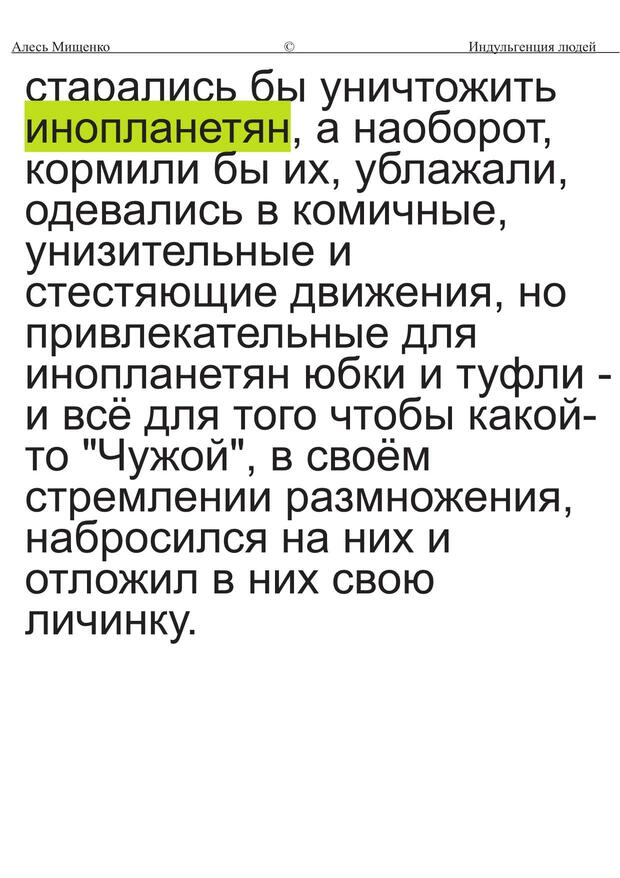 Алесь Мищенко © Индульгенция людей
старались бы уничтожить
инопланетян, а наоборот,
кормили бы их, ублажали,
одевались в комичные,
унизительные и
стестяющие движения, но
привлекательные для
инопланетян юбки и туфли -
и всё для того чтобы какой-
то "Чужой", в своём
стремлении размножения,
набросился на них и
отложил в них свою
личинку.